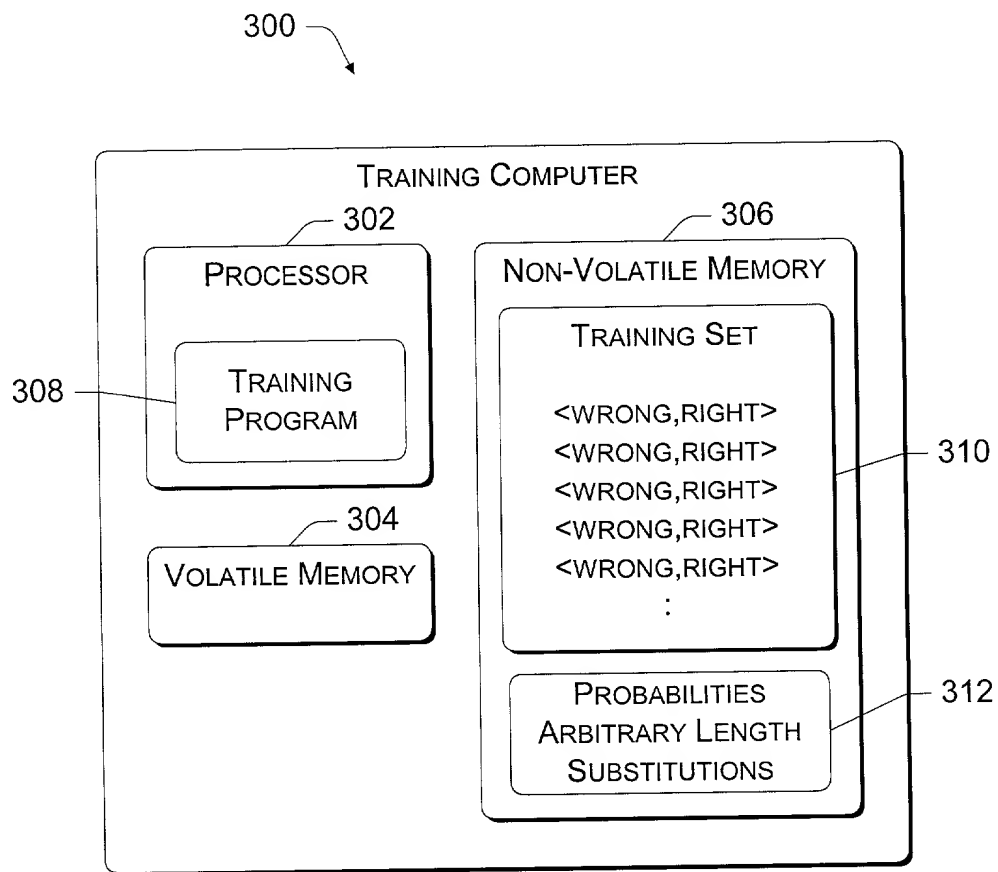 300
TRAINING COMPUTER
302
PROCESSOR
308
TRAINING
PROGRAM
304
VOLATILE MEMORY
306
NON-VOLATILE MEMORY
TRAINING SET
<WRONG,RIGHT>
<WRONG,RIGHT>
<WRONG,RIGHT>
<WRONG,RIGHT>
<WRONG,RIGHT>
:
310
PROBABILITIES
ARBITRARY LENGTH
SUBSTITUTIONS
312